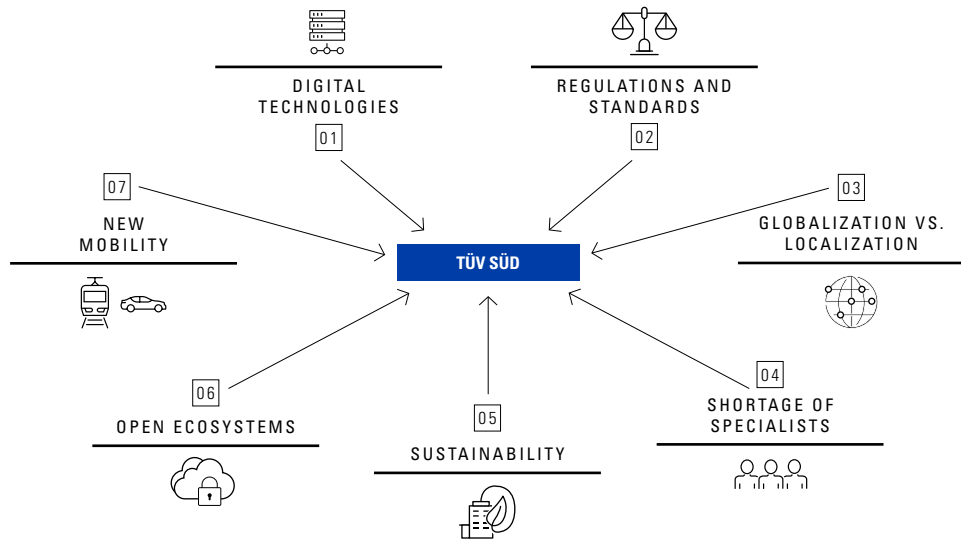 DIGITAL
TECHNOLOGIES
01
REGULATIONS AND
STANDARDS
02
03
GLOBALIZATION VS.
LOCALIZATION
07
NEW
MOBILITY
TÜV SÜD
04
SHORTAGE OF
SPECIALISTS
06
OPEN ECOSYSTEMS
05
SUSTAINABILITY